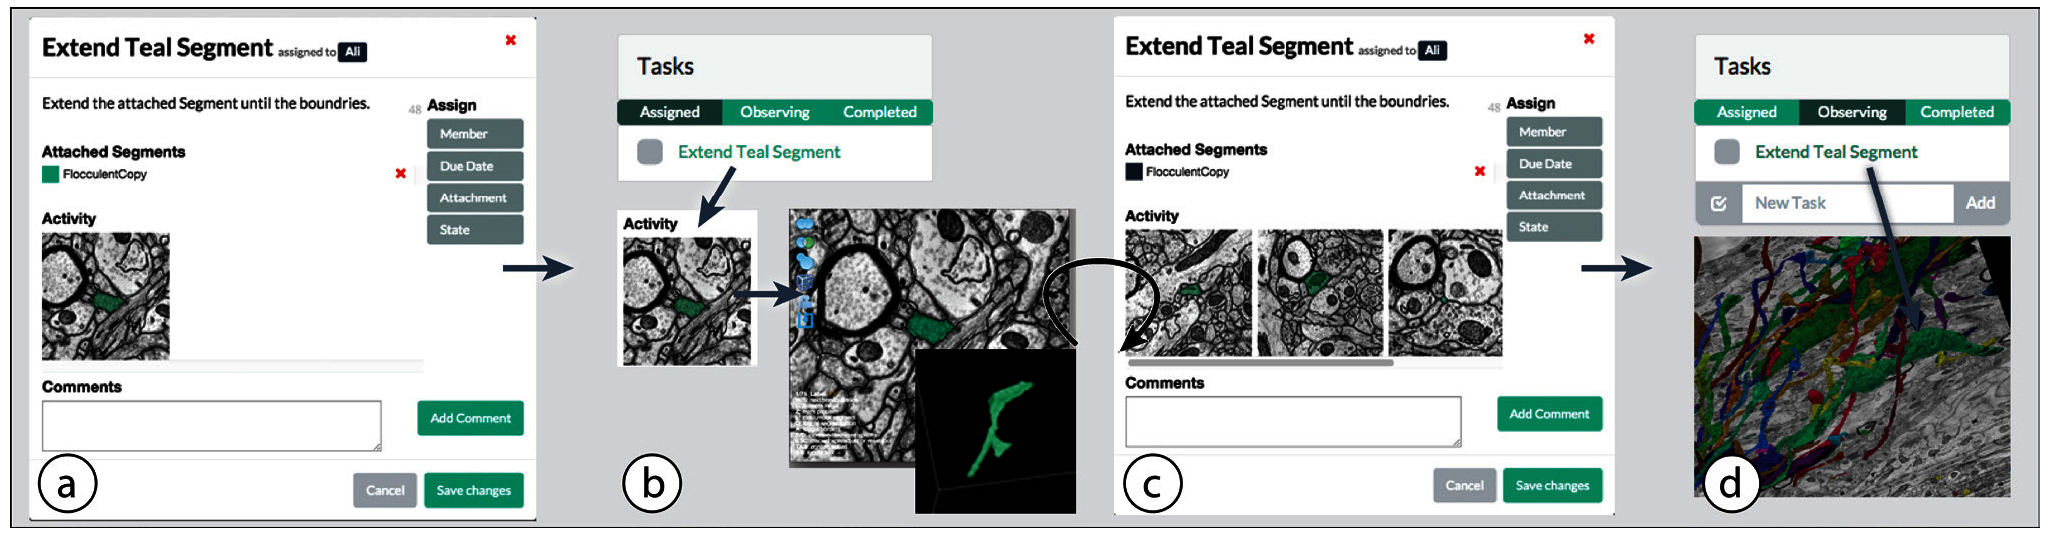 Extend Teal Segment assigned to Ali
Extend the attached Segment until the boundries.
48
Assign
Member
Due Date
Attachment
State
Attached Segments
FlocculentCopy
Activity
Comments
Add Comment
Cancel
Save changes
a
Tasks
Assigned Observing Completed
Extend Teal Segment
Activity
b
Extend Teal Segment assigned to Ali
Extend the attached Segment until the boundries.
48
Assign
Member
Due Date
Attachment
State
Attached Segments
FlocculentCopy
Activity
Comments
Add Comment
Cancel
Save changes
c
Tasks
Assigned Observing Completed
Extend Teal Segment
New Task Add
d